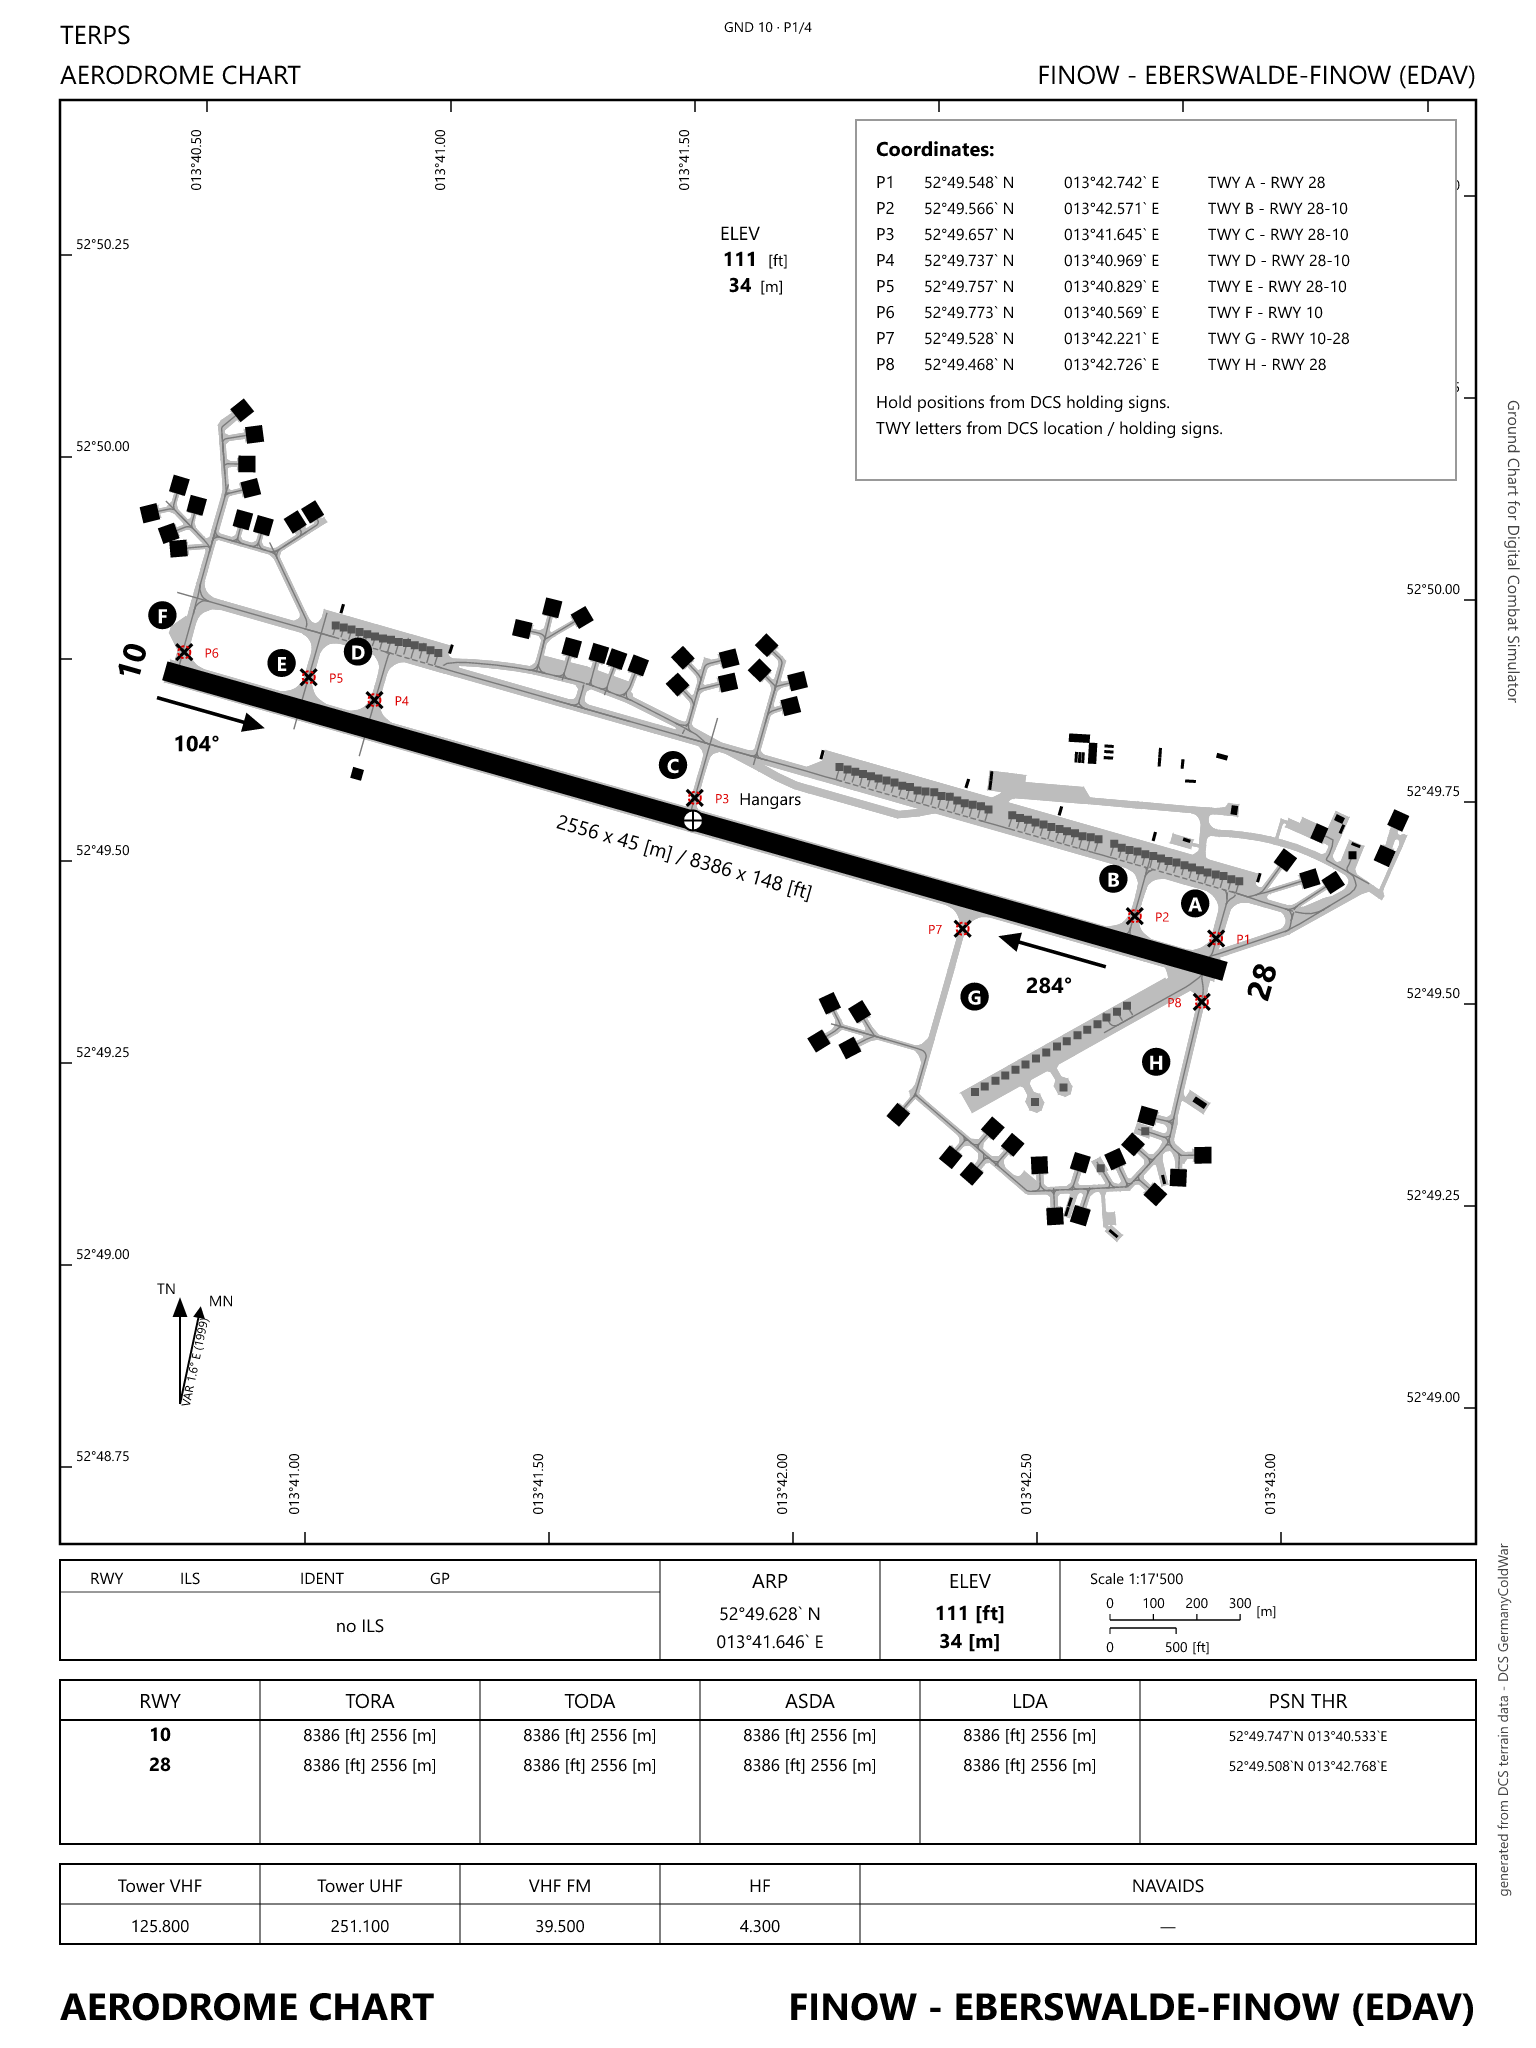 GND 10 · P1/4
TERPS
AERODROME CHART
FINOW - EBERSWALDE-FINOW (EDAV)
013°40.50
013°41.00
013°41.50
Coordinates:
P1 52°49.548` N 013°42.742` E TWY A - RWY 28
P2 52°49.566` N 013°42.571` E TWY B - RWY 28-10
P3 52°49.657` N 013°41.645` E TWY C - RWY 28-10
P4 52°49.737` N 013°40.969` E TWY D - RWY 28-10
P5 52°49.757` N 013°40.829` E TWY E - RWY 28-10
P6 52°49.773` N 013°40.569` E TWY F - RWY 10
P7 52°49.528` N 013°42.221` E TWY G - RWY 10-28
P8 52°49.468` N 013°42.726` E TWY H - RWY 28
Hold positions from DCS holding signs.
TWY letters from DCS location / holding signs.
ELEV
111 [ft]
34 [m]
52°50.25
52°50.00
52°49.50
52°49.25
52°49.00
52°48.75
52°50.00
52°49.75
52°49.50
52°49.25
52°49.00
F
P6
10
E
P5
D
P4
104°
C
P3
Hangars
2556 x 45 [m] / 8386 x 148 [ft]
B
P2
A
P1
P7
28
284°
G
P8
H
TN
MN
VAR 1.6° E (1999)
013°41.00
013°41.50
013°42.00
013°42.50
013°43.00
Ground Chart for Digital Combat Simulator
generated from DCS terrain data - DCS GermanyColdWar
RWY ILS IDENT GP
no ILS
ARP
52°49.628` N
013°41.646` E
ELEV
111 [ft]
34 [m]
Scale 1:17'500
0 100 200 300 [m]
0 500 [ft]
RWY TORA TODA ASDA LDA PSN THR
10 8386 [ft] 2556 [m] 8386 [ft] 2556 [m] 8386 [ft] 2556 [m] 8386 [ft] 2556 [m] 52°49.747`N 013°40.533`E
28 8386 [ft] 2556 [m] 8386 [ft] 2556 [m] 8386 [ft] 2556 [m] 8386 [ft] 2556 [m] 52°49.508`N 013°42.768`E
Tower VHF Tower UHF VHF FM HF NAVAIDS
125.800 251.100 39.500 4.300 —
AERODROME CHART
FINOW - EBERSWALDE-FINOW (EDAV)